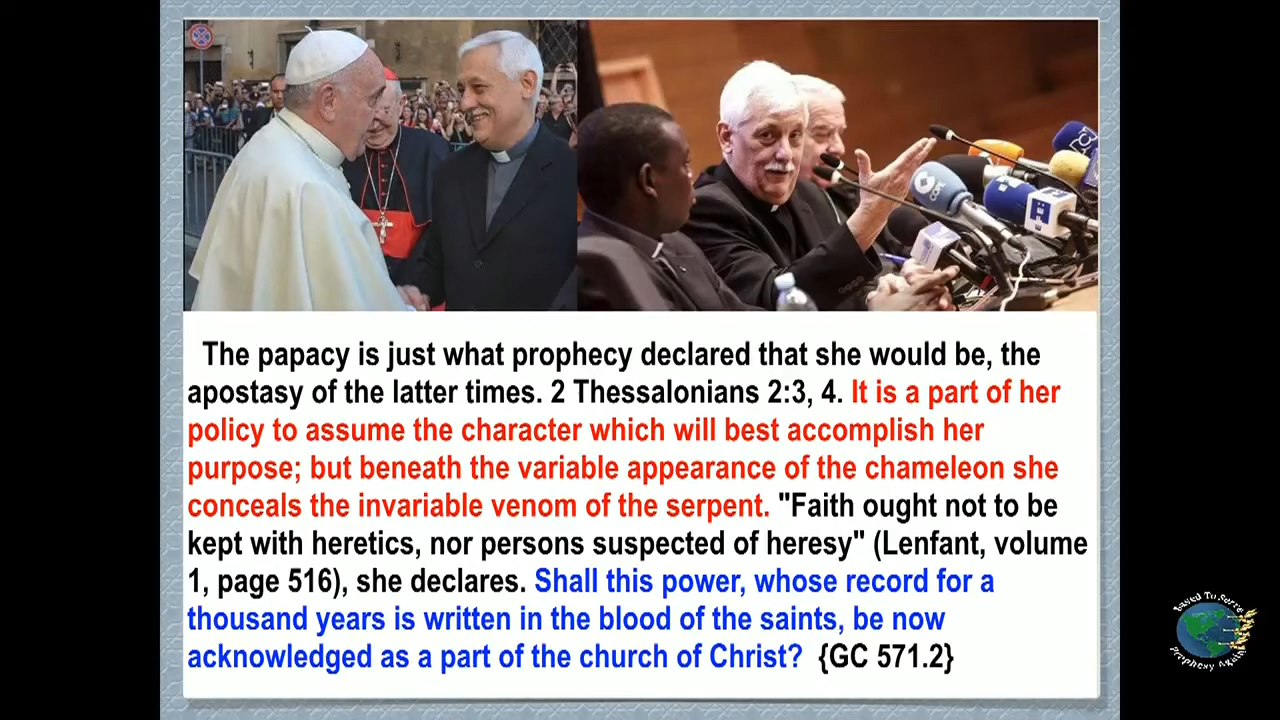 The papacy is just what prophecy declared that she would be, the
apostasy of the latter times. 2 Thessalonians 2:3, 4. It is a part of her
policy to assume the character which will best accomplish her
purpose; but beneath the variable appearance of the chameleon she
conceals the invariable venom of the serpent. "Faith ought not to be
kept with heretics, nor persons suspected of heresy" (Lenfant, volume
1, page 516), she declares. Shall this power, whose record for a
thousand years is written in the blood of the saints, be now
acknowledged as a part of the church of Christ? {GC 571.2}
COPE
Prophezy Again